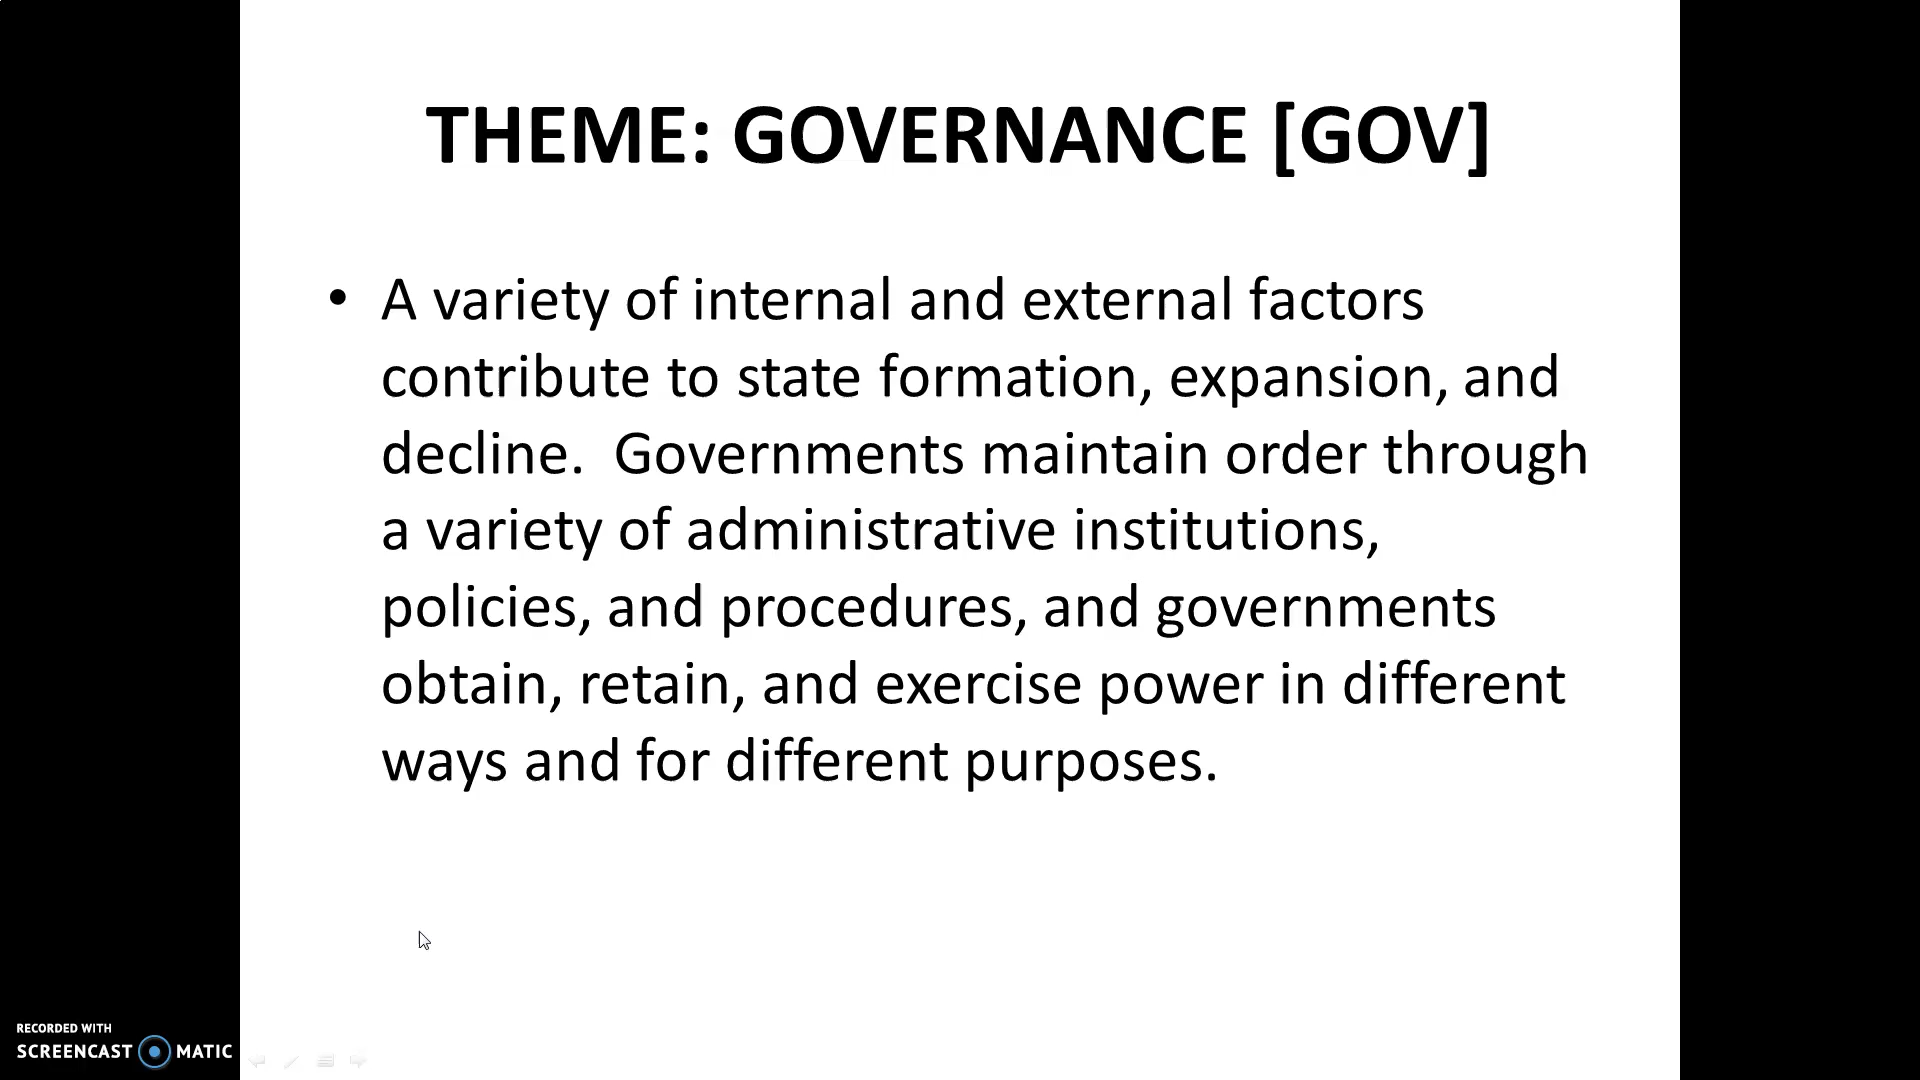 THEME: GOVERNANCE [GOV]
• A variety of internal and external factors
contribute to state formation, expansion, and
decline.  Governments maintain order through
a variety of administrative institutions,
policies, and procedures, and governments
obtain, retain, and exercise power in different
ways and for different purposes.
RECORDED WITH
SCREENCAST MATIC